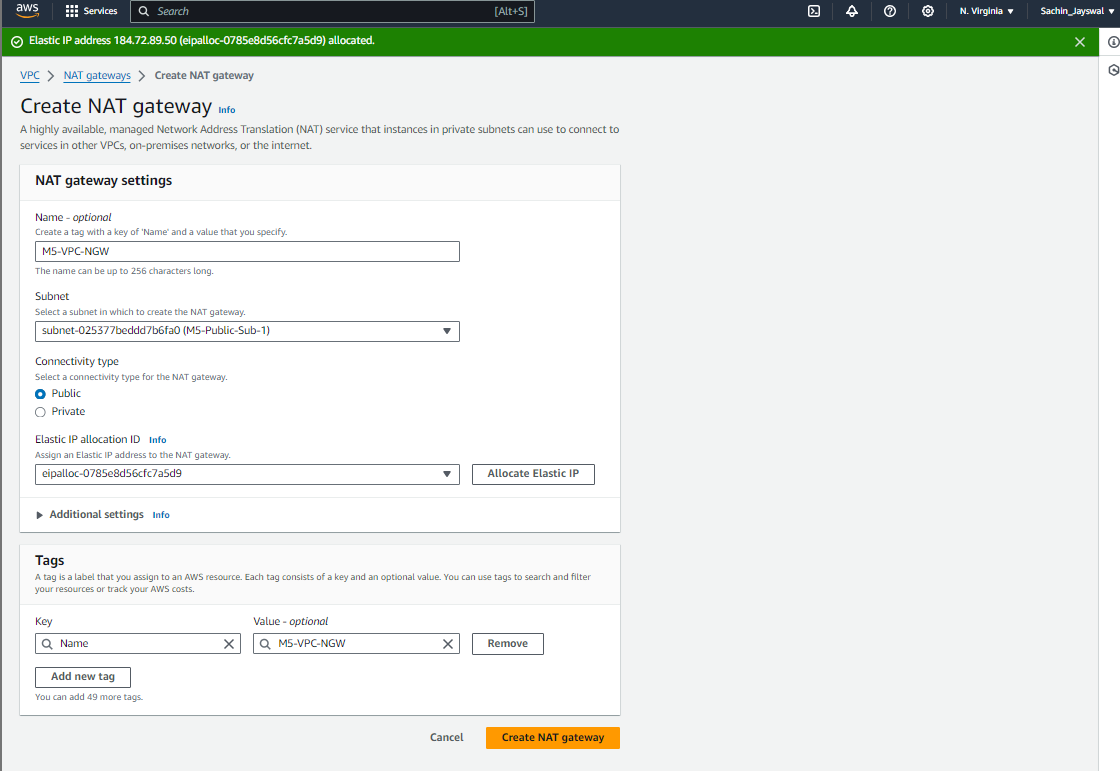 aws
Services
Search
[Alt+S]
N. Virginia
Sachin_Jayswal
Elastic IP address 184.72.89.50 (eipalloc-0785e8d56cfc7a5d9) allocated.
VPC
NAT gateways
Create NAT gateway
Create NAT gateway Info
A highly available, managed Network Address Translation (NAT) service that instances in private subnets can use to connect to
services in other VPCs, on-premises networks, or the internet.
NAT gateway settings
Name - optional
Create a tag with a key of 'Name' and a value that you specify.
M5-VPC-NGW
The name can be up to 256 characters long.
Subnet
Select a subnet in which to create the NAT gateway.
subnet-025377beddd7b6fa0 (M5-Public-Sub-1)
Connectivity type
Select a connectivity type for the NAT gateway.
Public
Private
Elastic IP allocation ID Info
Assign an Elastic IP address to the NAT gateway.
eipalloc-0785e8d56cfc7a5d9
Allocate Elastic IP
Additional settings Info
Tags
A tag is a label that you assign to an AWS resource. Each tag consists of a key and an optional value. You can use tags to search and filter
your resources or track your AWS costs.
Key
Value - optional
Name
M5-VPC-NGW
Remove
Add new tag
You can add 49 more tags.
Cancel
Create NAT gateway